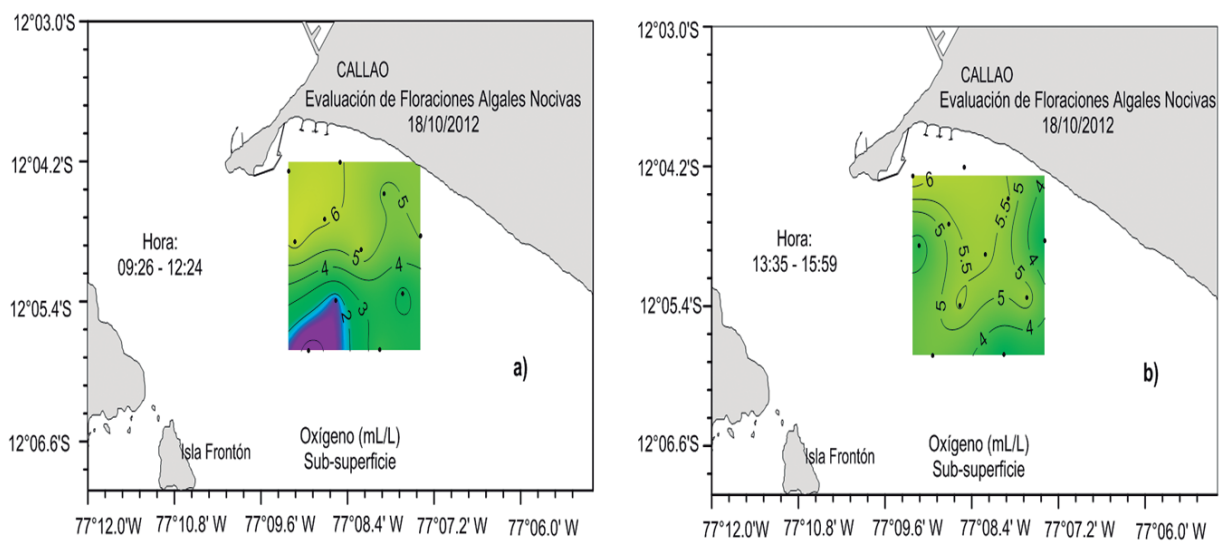 12°03.0'S
CALLAO
Evaluación de Floraciones Algales Nocivas
18/10/2012
12°04.2'S
6
5
5
4
4
3
2
Hora:
09:26 - 12:24
12°05.4'S
a)
12°06.6'S
Isla Frontón
Oxígeno (mL/L)
Sub-superficie
77°12.0'W 77°10.8' W 77°09.6' W 77°08.4' W 77°07.2' W 77°06.0' W
12°03.0'S
CALLAO
Evaluación de Floraciones Algales Nocivas
18/10/2012
12°04.2'S
6
5
4
5.5
5
5
5.5
4
5
5
5
4
4
Hora:
13:35 - 15:59
12°05.4'S
b)
12°06.6'S
Isla Frontón
Oxígeno (mL/L)
Sub-superficie
77°12.0'W 77°10.8' W 77°09.6' W 77°08.4' W 77°07.2' W 77°06.0' W